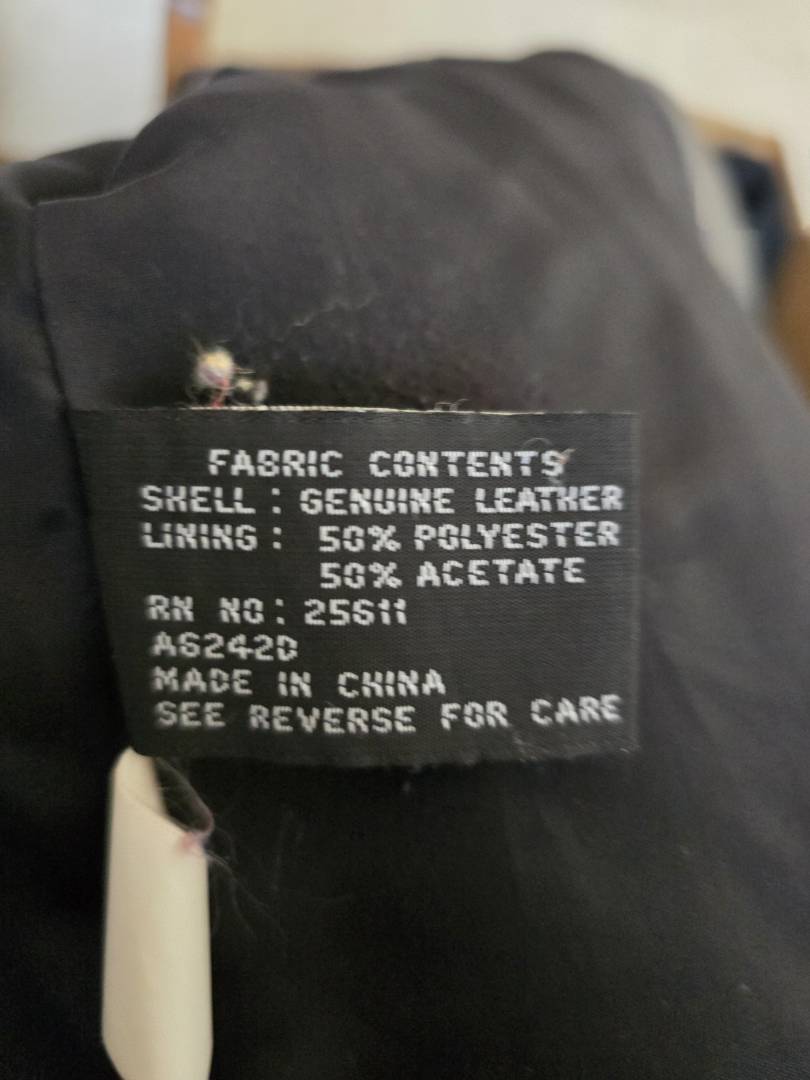 FABRIC CONTENTS
SHELL : GENUINE LEATHER
LINING : 50% POLYESTER
50% ACETATE
RN NO: 25611
A6242D
MADE IN CHINA
SEE REVERSE FOR CARE